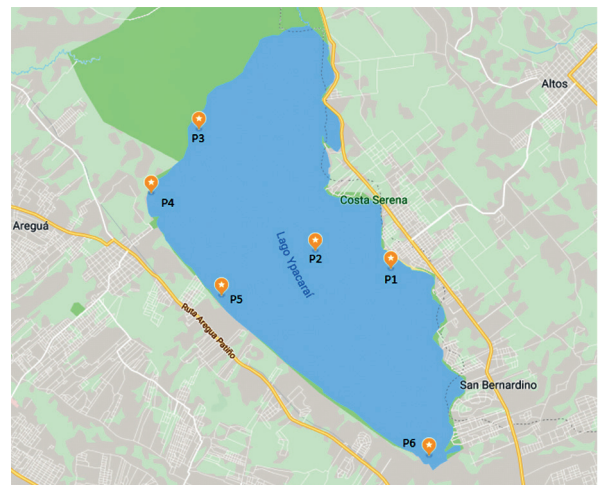 Altos
P3
Costa Serena
P4
Areguá
P2
Lago Ypacaraí
P1
P5
Ruta Aregua Patiño
San Bernardino
P6